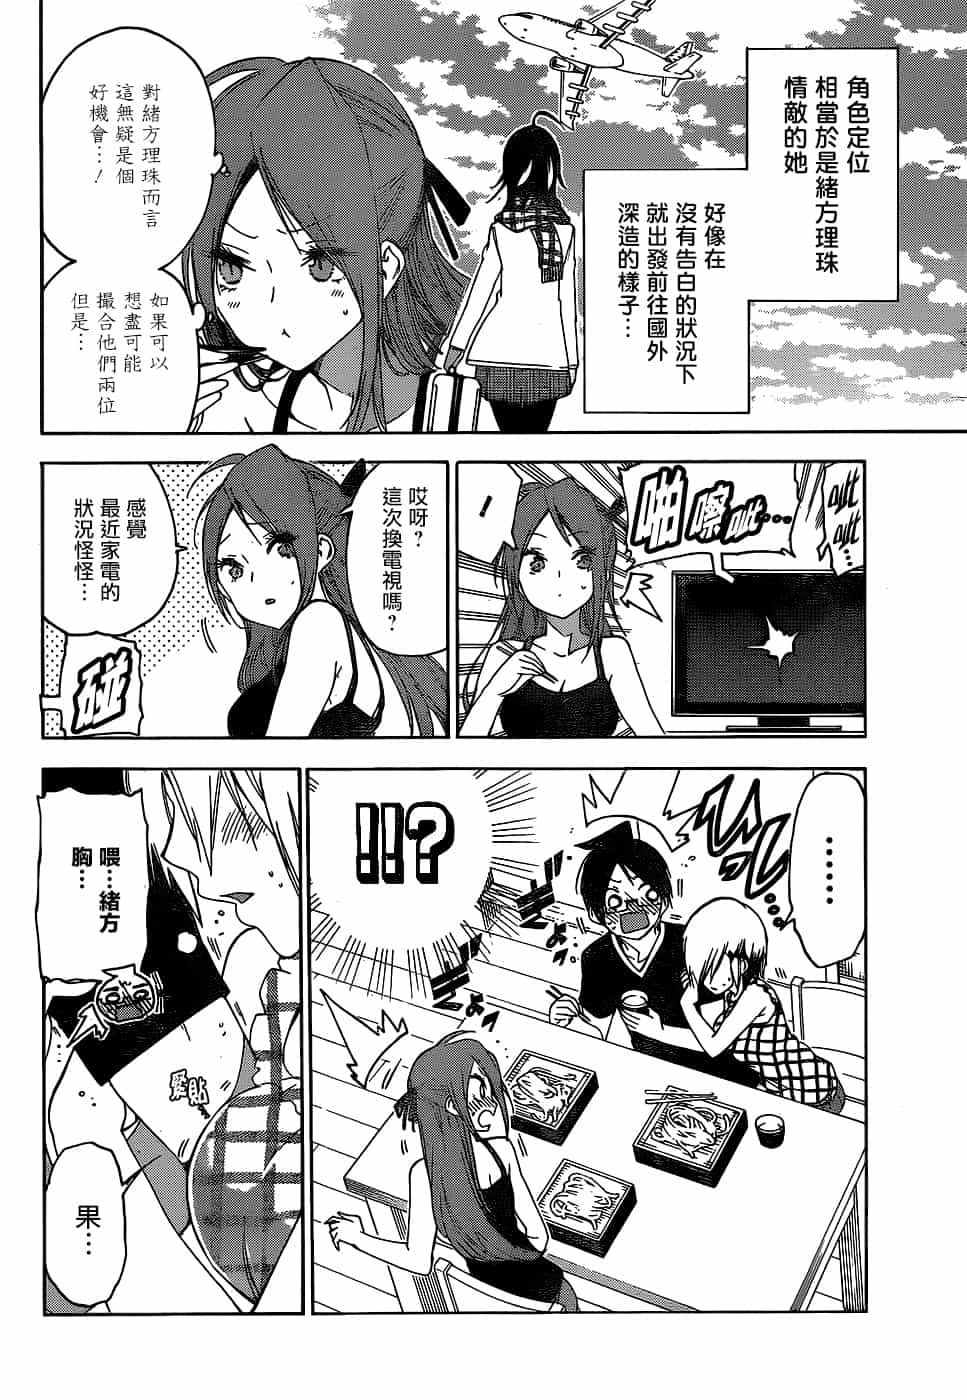 角色定位
相當於是緒方理珠
情敵的她
好像在
沒有告白的狀況下
就出發前往國外
深造的樣子…
對緒方理珠而言
這無疑是個
好機會…！
如果可以
想盡可能
撮合他們兩位
但是…
呲
呲
呲…
嚓
啪
！
哎呀？
這次換電視嗎？
感覺
最近家電的
狀況怪怪…
碰
……
!!?
喂…緒方
胸…
緊貼
果…